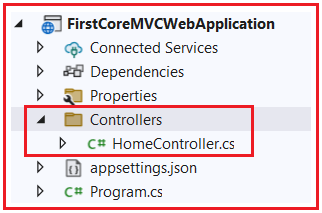 FirstCoreMVCWebApplication
Connected Services
Dependencies
Properties
Controllers
C# HomeController.cs
appsettings.json
C# Program.cs